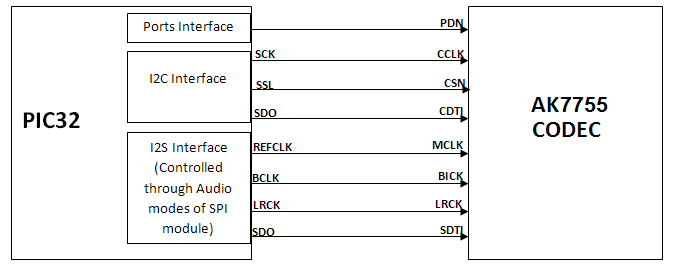 Ports Interface
PDN
SCK
CCLK
I2C Interface
SSL
CSN
SDO
CDTI
PIC32
AK7755
CODEC
I2S Interface
(Controlled
through Audio
modes of SPI
module)
REFCLK
MCLK
BCLK
BICK
LRCK
LRCK
SDO
SDTI